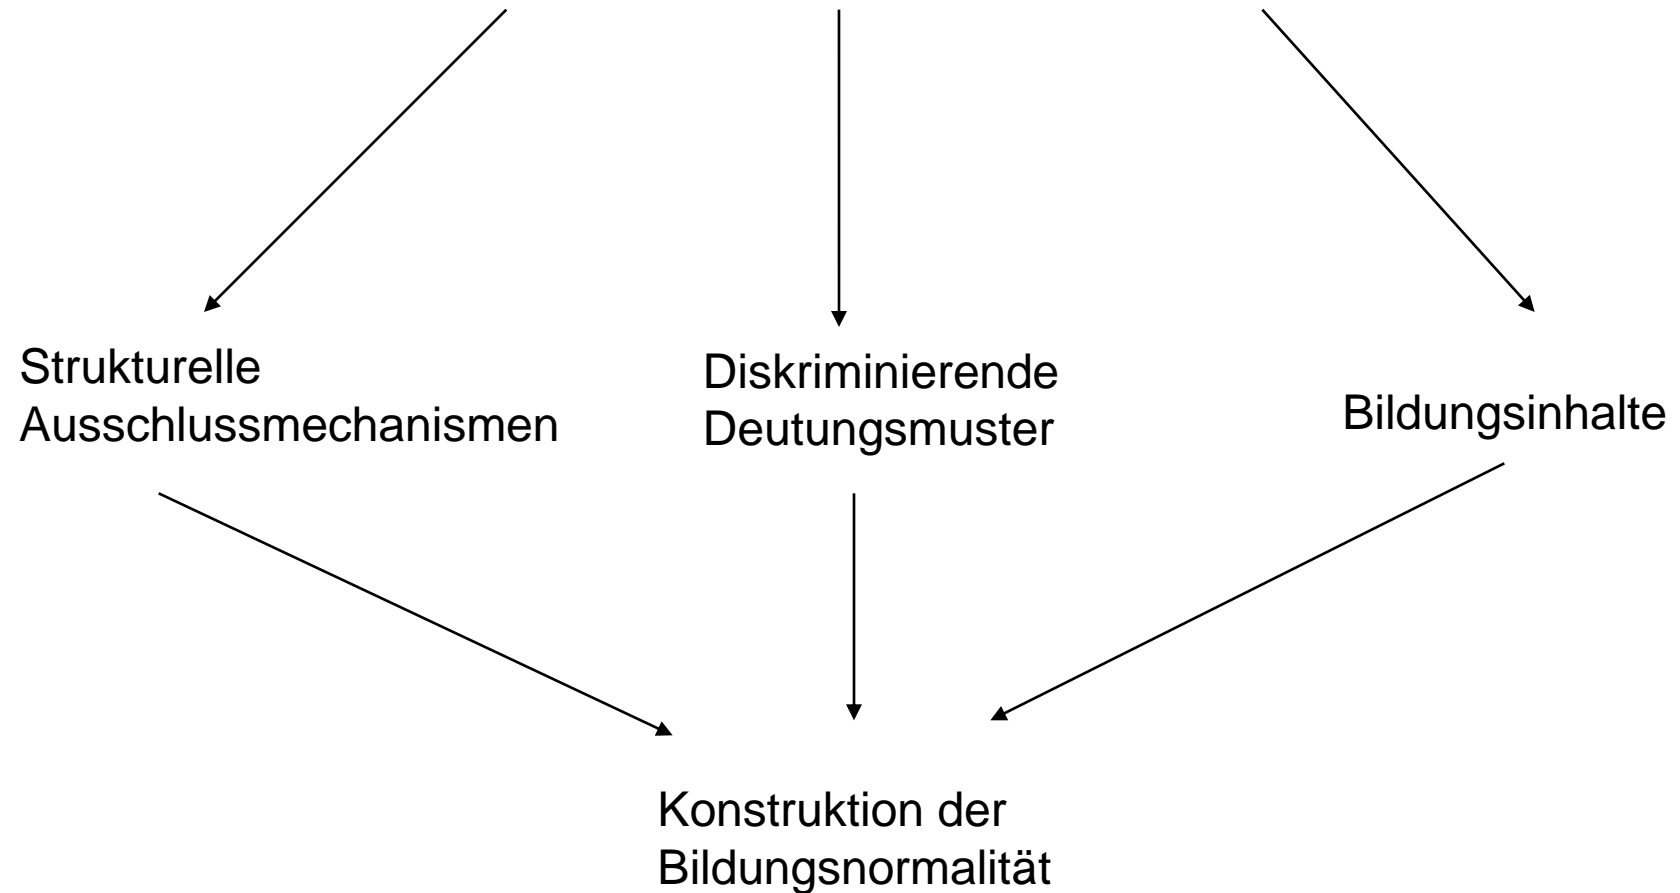 Strukturelle
Ausschlussmechanismen
Diskriminierende
Deutungsmuster
Bildungsinhalte
Konstruktion der
Bildungsnormalität